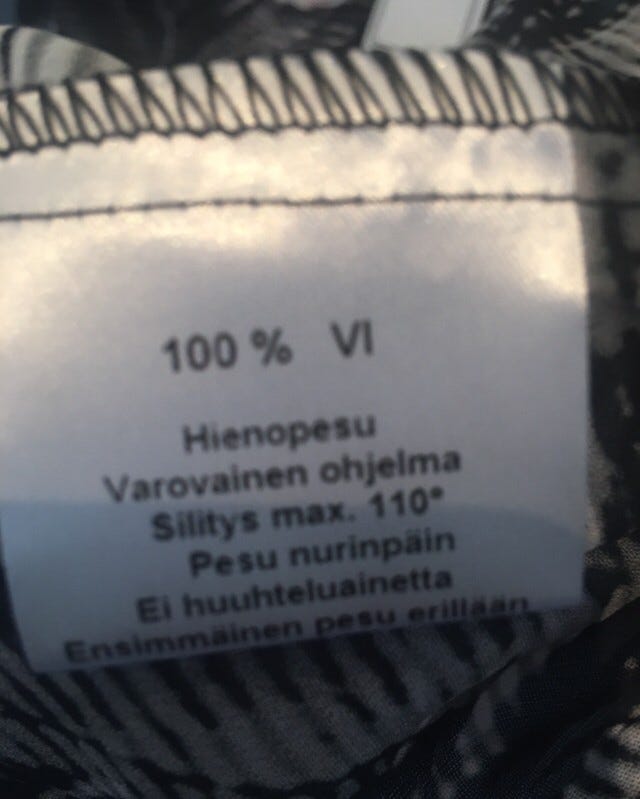 100 % VI
Hienopesu
Varovainen ohjelma
Silitys max. 110°
Pesu nurinpäin
Ei huuhteluainetta
Ensimmäinen pesu erillään